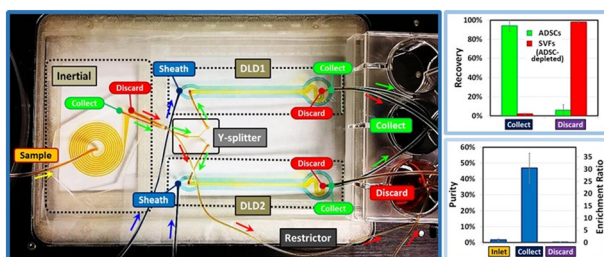 Inertial
Sheath
DLD1
Collect
Discard
Collect
Discard
Y-splitter
Collect
Sample
Discard
Discard
Sheath
DLD2
Collect
Restrictor
100%
80%
60%
40%
20%
0%
Recovery
ADSCs
SVFs
(ADSC-
depleted)
Collect
Discard
60%
50%
40%
30%
20%
10%
0%
Purity
35
30
25
20
15
10
5
0
Enrichment Ratio
Inlet
Collect
Discard